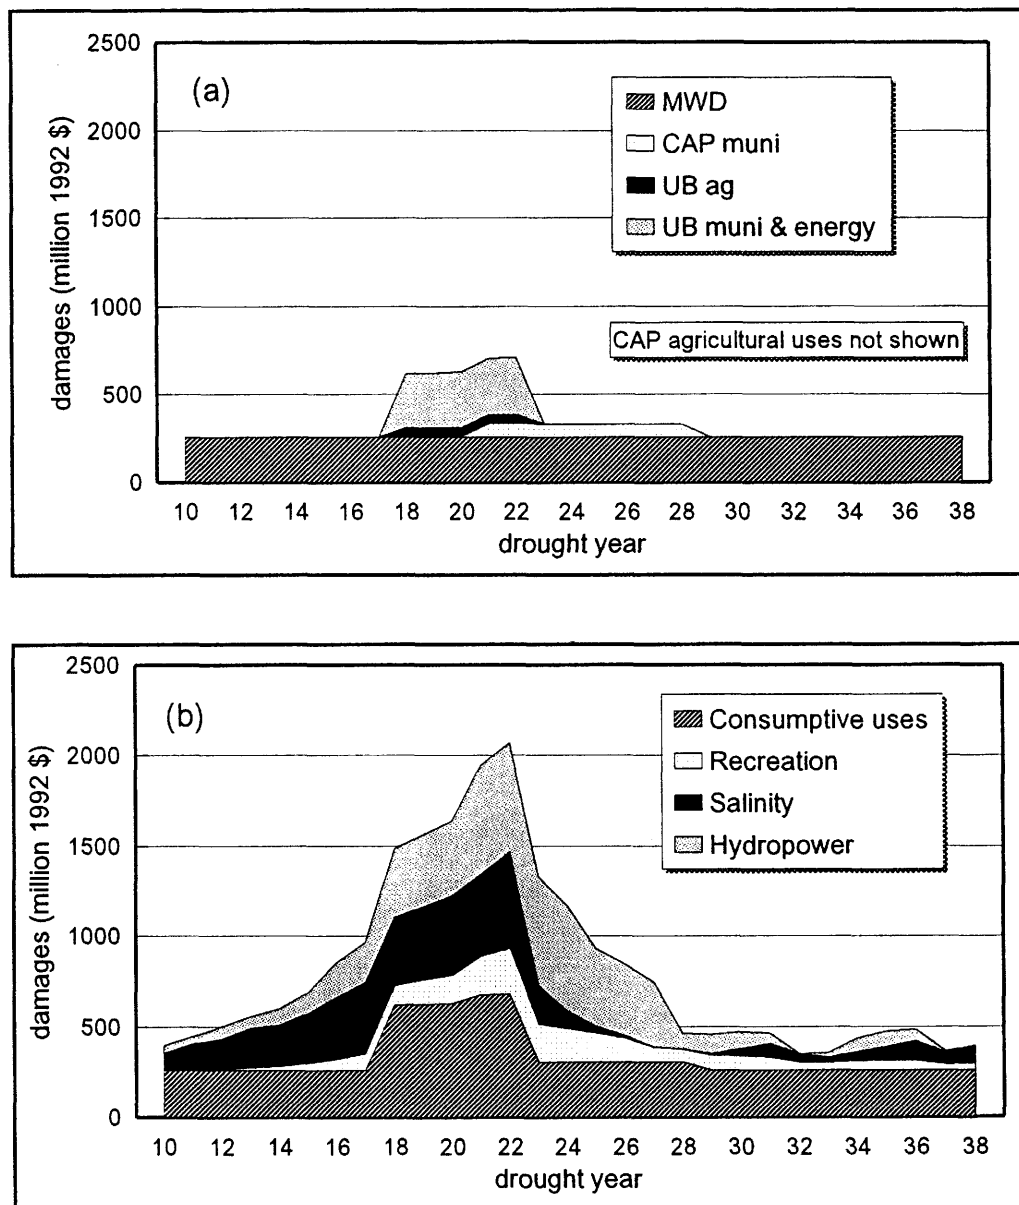 2500
2000
1500
1000
500
0
damages (million 1992 $)
(a)
MWD
CAP muni
UB ag
UB muni & energy
CAP agricultural uses not shown
10 12 14 16 18 20 22 24 26 28 30 32 34 36 38
drought year
2500
2000
1500
1000
500
0
damages (million 1992 $)
(b)
Consumptive uses
Recreation
Salinity
Hydropower
10 12 14 16 18 20 22 24 26 28 30 32 34 36 38
drought year